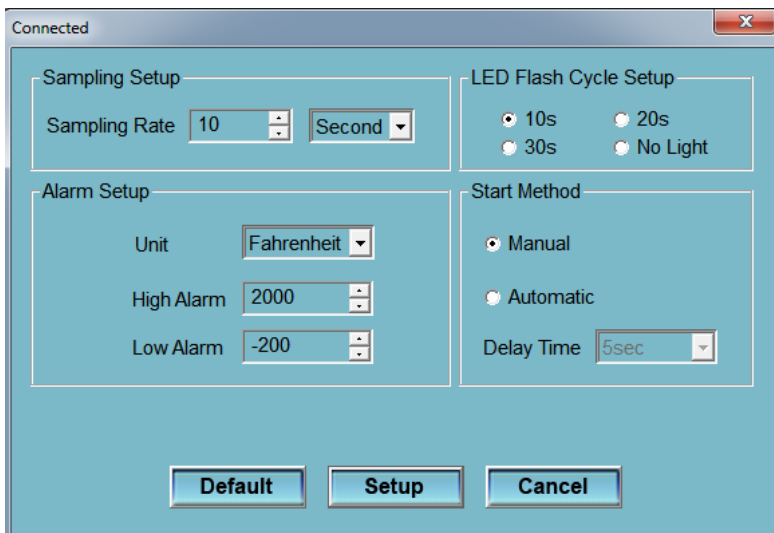 Connected
Sampling Setup
Sampling Rate 10 Second
LED Flash Cycle Setup
10s 20s
30s No Light
Alarm Setup
Unit Fahrenheit
High Alarm 2000
Low Alarm -200
Start Method
Manual
Automatic
Delay Time 5sec
Default Setup Cancel